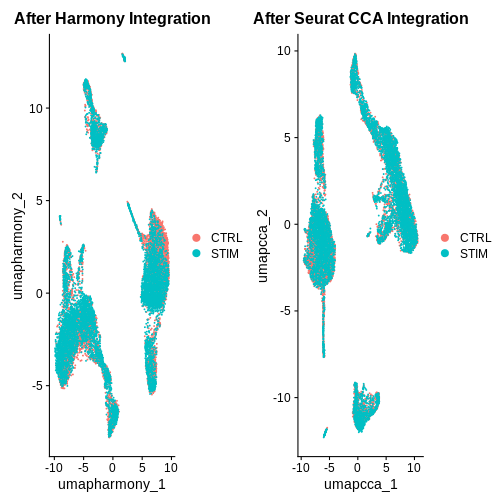 After Harmony Integration
umapharmony_2
10
5
0
-5
-10 -5 0 5 10
umapharmony_1
CTRL
STIM
After Seurat CCA Integration
umapcca_2
10
5
0
-5
-10
-10 -5 0 5 10
umapcca_1
CTRL
STIM